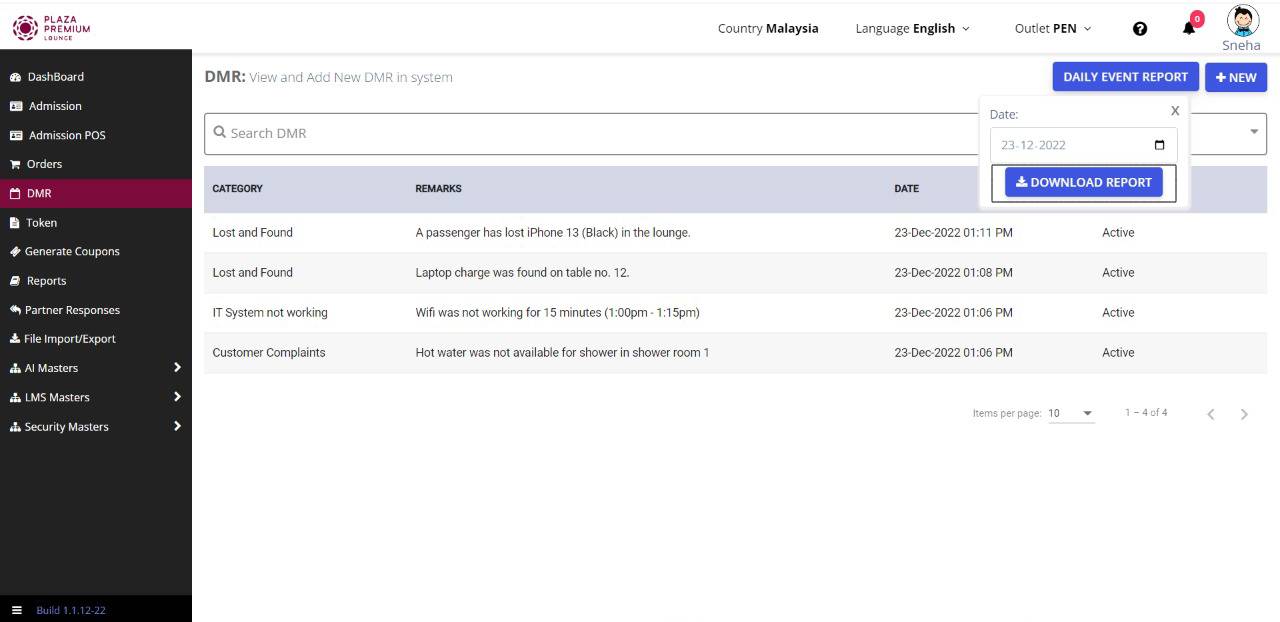 PLAZA
PREMIUM
LOUNGE
Country Malaysia
Language English
Outlet PEN
0
Sneha
DashBoard
Admission
Admission POS
Orders
DMR
Token
Generate Coupons
Reports
Partner Responses
File Import/Export
AI Masters
LMS Masters
Security Masters
Build 1.1.12-22
DMR: View and Add New DMR in system
DAILY EVENT REPORT
+ NEW
Search DMR
Date: X
23-12-2022
DOWNLOAD REPORT
CATEGORY REMARKS DATE
Lost and Found A passenger has lost iPhone 13 (Black) in the lounge. 23-Dec-2022 01:11 PM Active
Lost and Found Laptop charge was found on table no. 12. 23-Dec-2022 01:08 PM Active
IT System not working Wifi was not working for 15 minutes (1:00pm - 1:15pm) 23-Dec-2022 01:06 PM Active
Customer Complaints Hot water was not available for shower in shower room 1 23-Dec-2022 01:06 PM Active
Items per page: 10 1 – 4 of 4